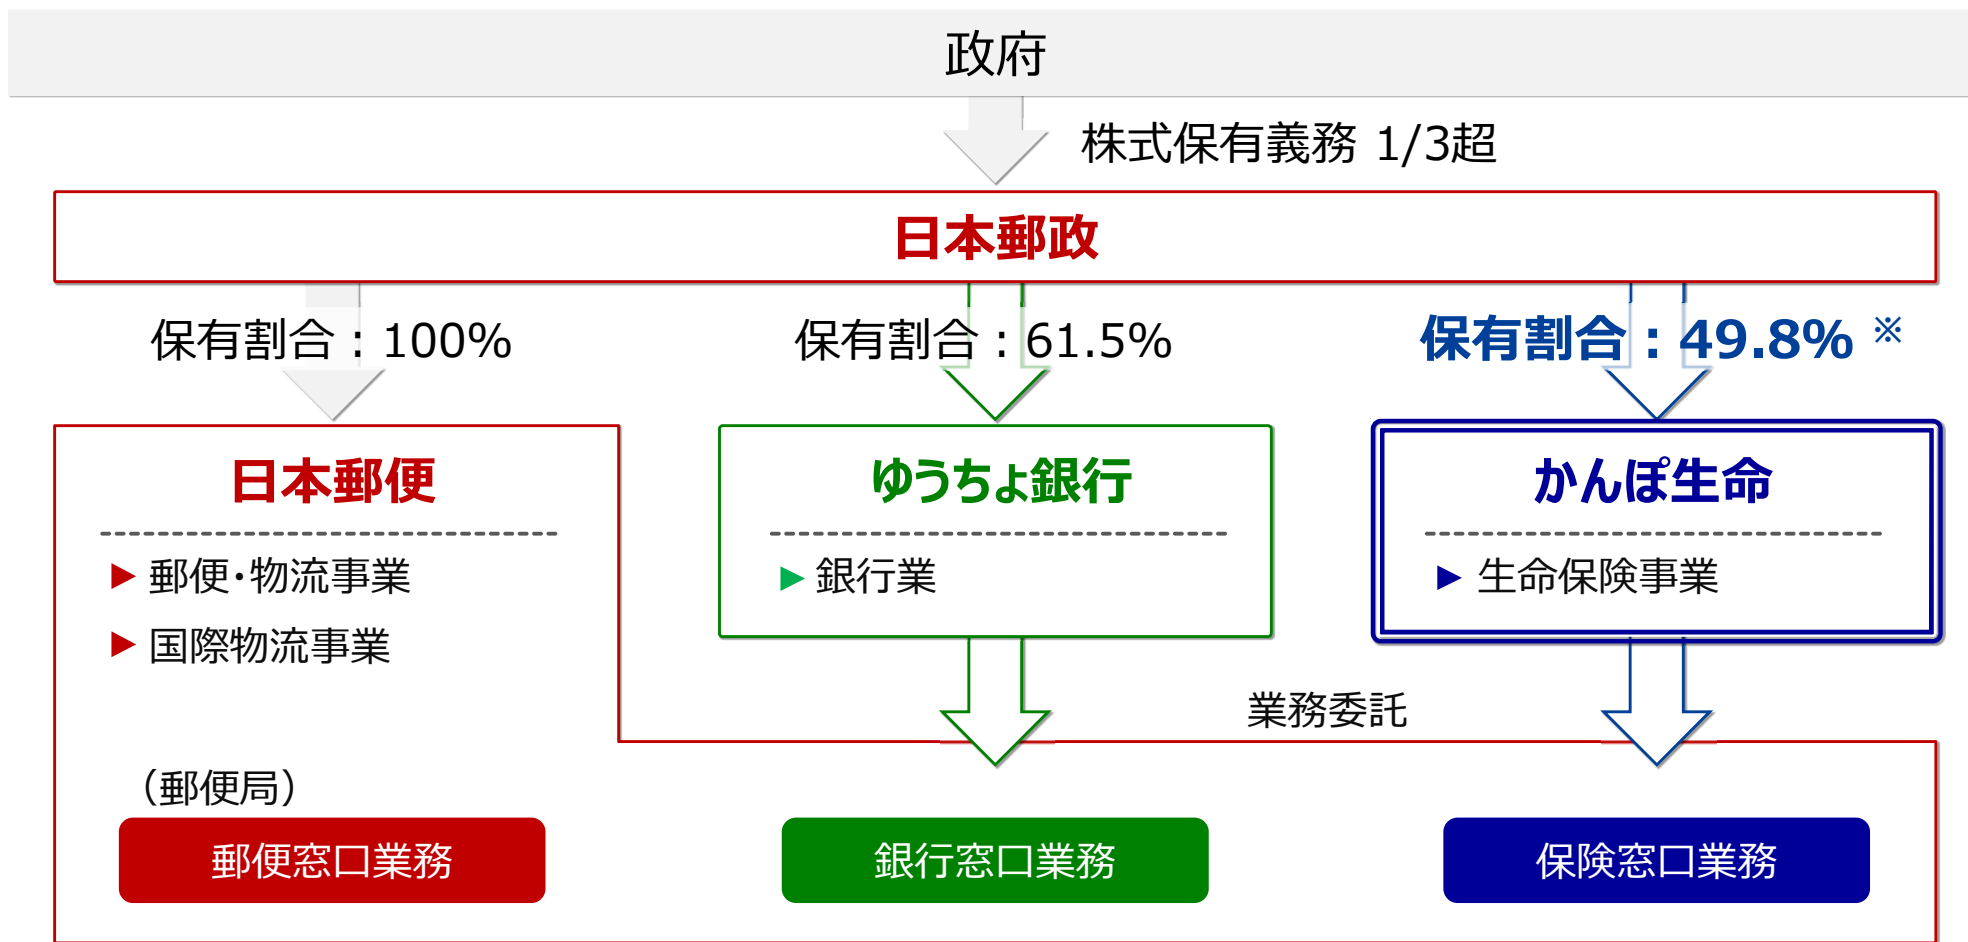 政府
株式保有義務 1/3超
日本郵政
保有割合：100%
保有割合：61.5%
保有割合：49.8% ※
日本郵便
▶ 郵便・物流事業
▶ 国際物流事業
ゆうちょ銀行
▶ 銀行業
かんぽ生命
▶ 生命保険事業
業務委託
（郵便局）
郵便窓口業務
銀行窓口業務
保険窓口業務